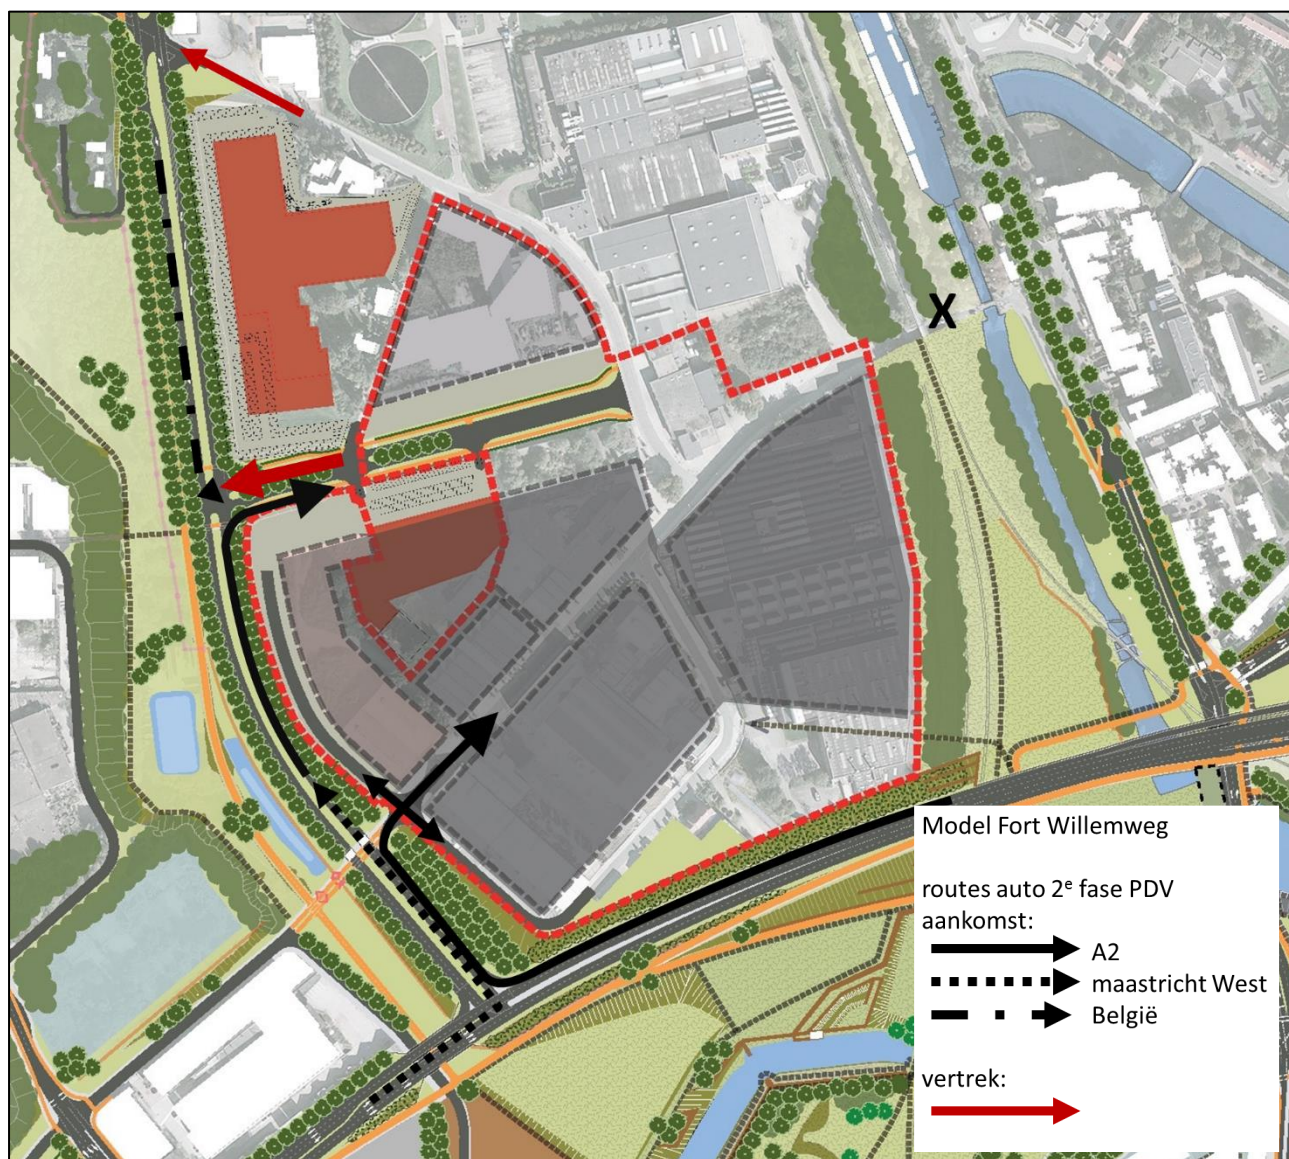 X
Model Fort Willemweg
routes auto 2ᵉ fase PDV
aankomst:
A2
maastricht West
België
vertrek: